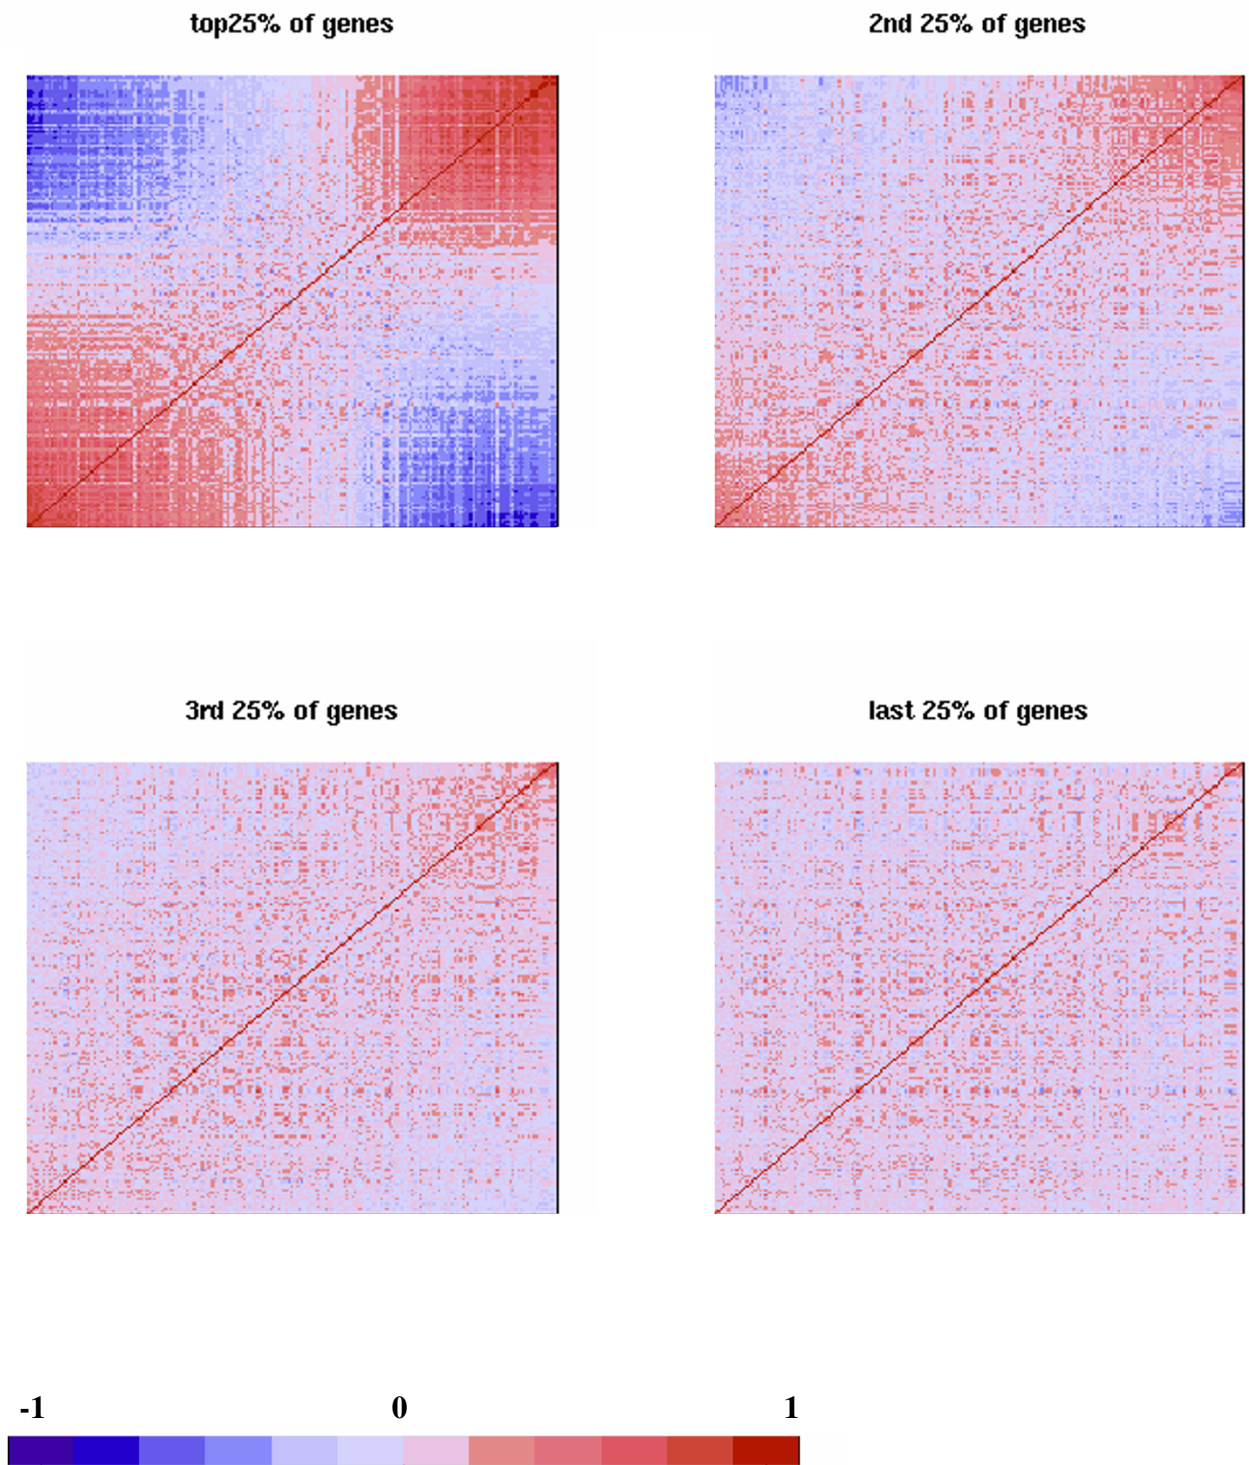 top25% of genes
2nd 25% of genes
3rd 25% of genes
last 25% of genes
-1 0 1